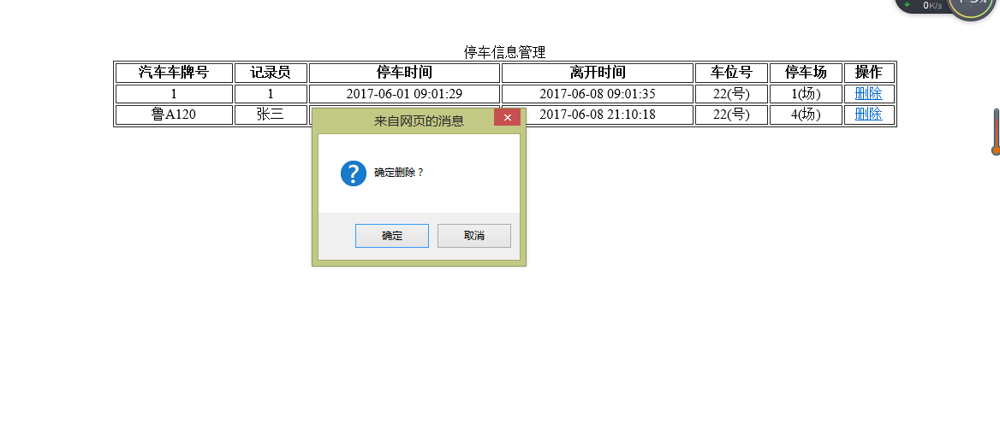 0K/s
停车信息管理
汽车车牌号 记录员 停车时间 离开时间 车位号 停车场 操作
1 1 2017-06-01 09:01:29 2017-06-08 09:01:35 22(号) 1(场) 删除
鲁A120 张三 2017-06-08 21:10:18 22(号) 4(场) 删除
来自网页的消息
确定删除？
确定 取消